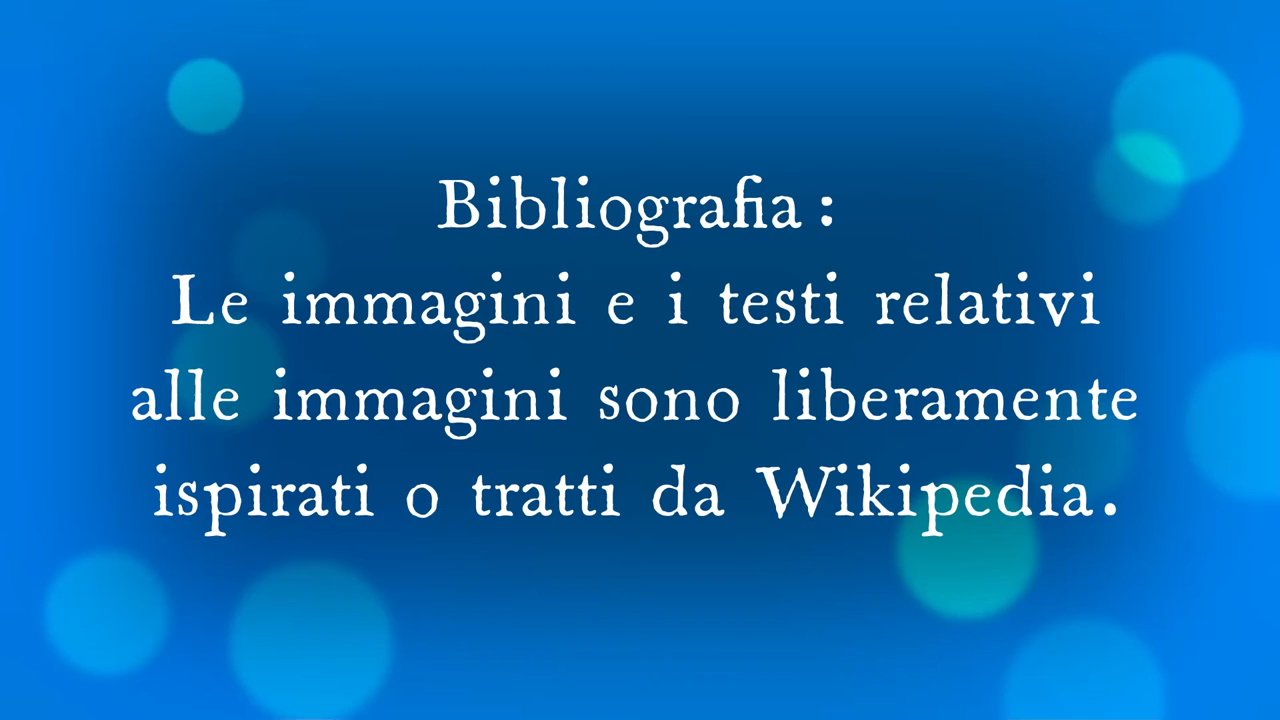 Bibliografia :
Le immagini e i testi relativi
alle immagini sono liberamente
ispirati o tratti da Wikipedia.